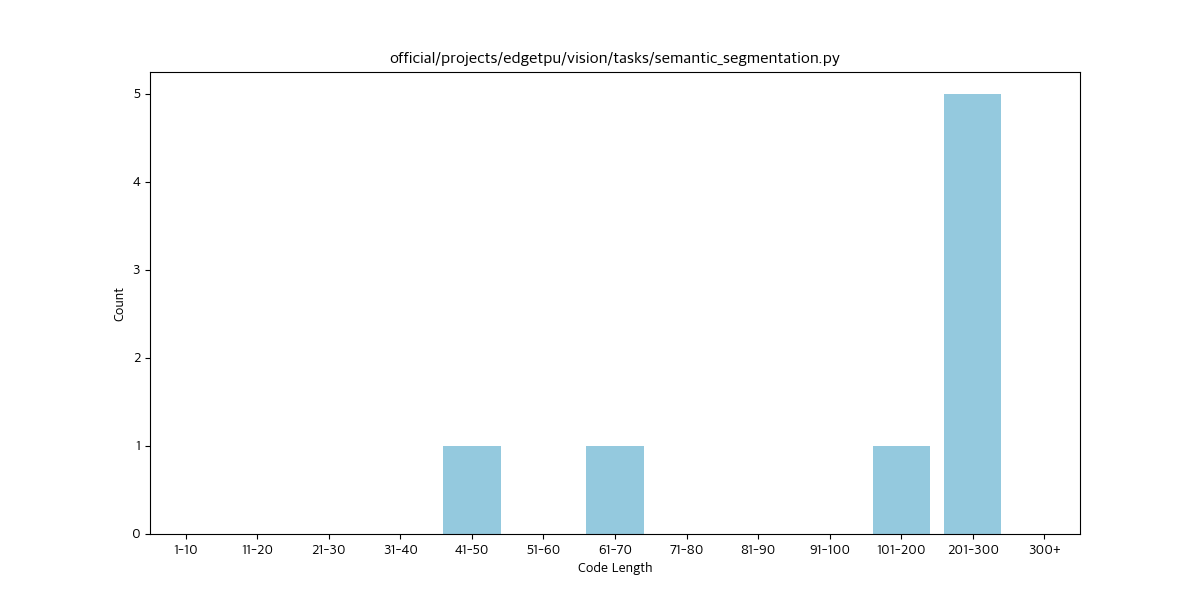 official/projects/edgetpu/vision/tasks/semantic_segmentation.py
5
4
3
2
1
0
Count
1-10 11-20 21-30 31-40 41-50 51-60 61-70 71-80 81-90 91-100 101-200 201-300 300+
Code Length